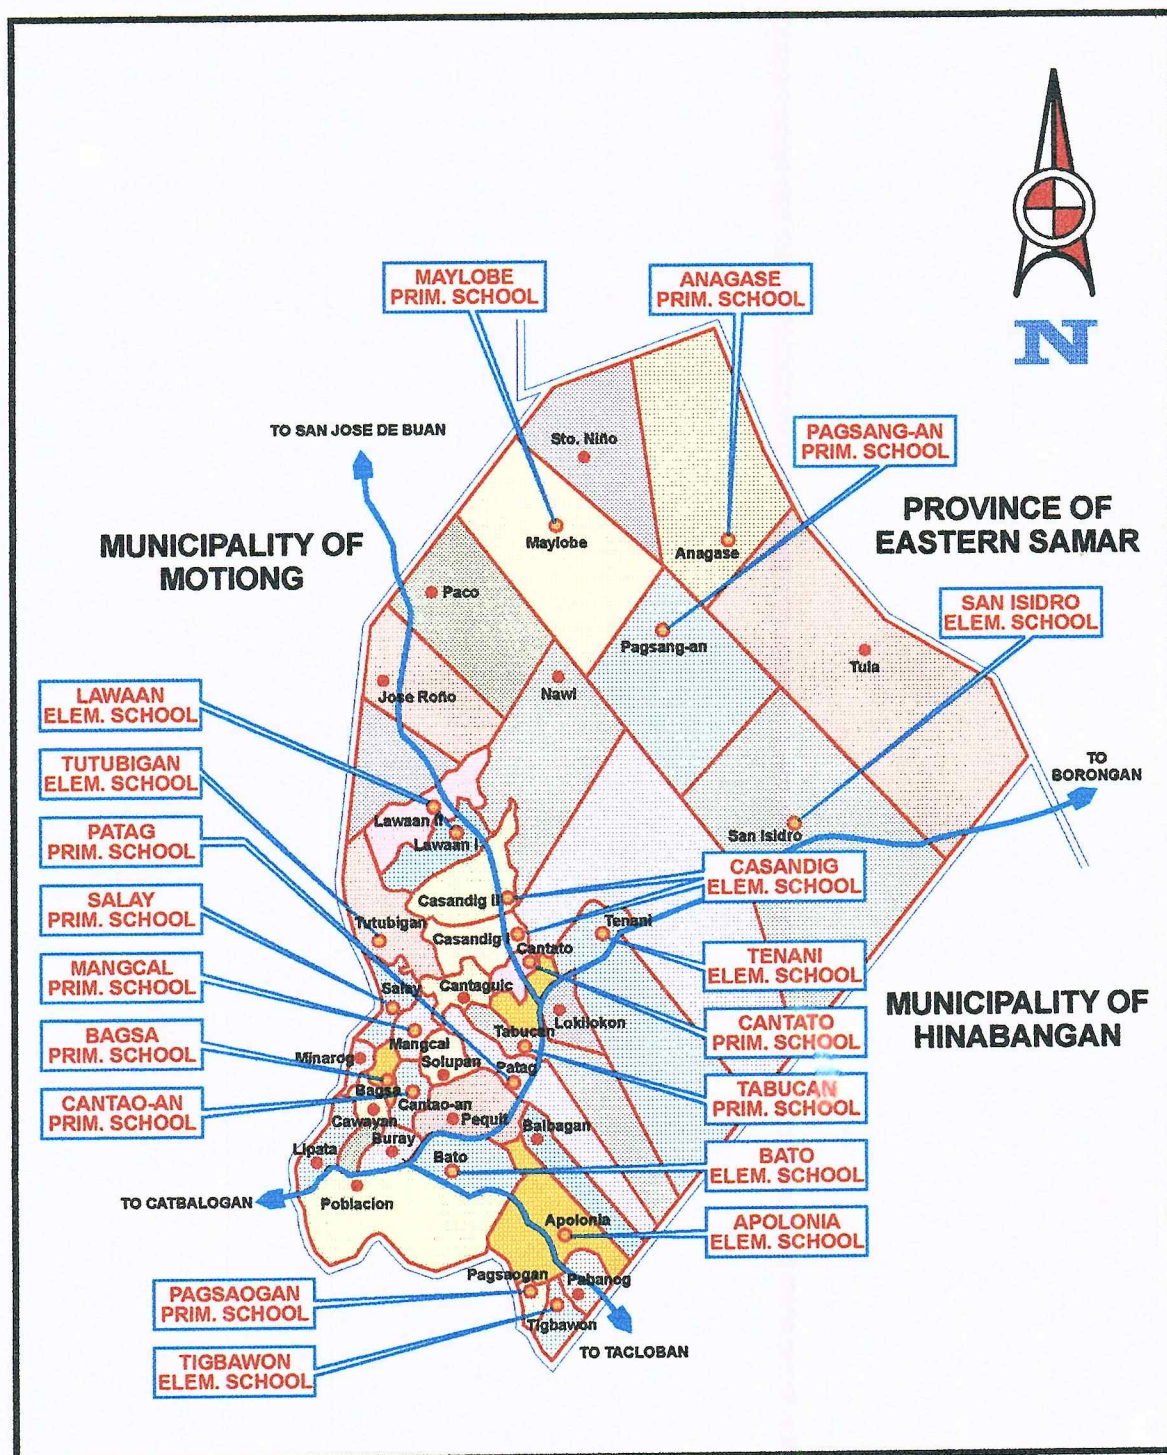 N
MAYLOBE
PRIM. SCHOOL
ANAGASE
PRIM. SCHOOL
PAGSANG-AN
PRIM. SCHOOL
TO SAN JOSE DE BUAN
Sto. Niño
PROVINCE OF
EASTERN SAMAR
MUNICIPALITY OF
MOTIONG
Maylobe
Anagase
Paco
SAN ISIDRO
ELEM. SCHOOL
Pagsang-an
Tula
Jose Roño
Nawi
LAWAAN
ELEM. SCHOOL
TUTUBIGAN
ELEM. SCHOOL
TO
BORONGAN
PATAG
PRIM. SCHOOL
Lawaan II
Lawaan I
San Isidro
CASANDIG
ELEM. SCHOOL
SALAY
PRIM. SCHOOL
Casandig II
Tutubigan
Casandig I
Tenani
Cantato
TENANI
ELEM. SCHOOL
MANGCAL
PRIM. SCHOOL
Salay
Cantaguic
MUNICIPALITY OF
HINABANGAN
CANTATO
PRIM. SCHOOL
Lokilokon
Tabucan
BAGSA
PRIM. SCHOOL
Mangcal
Minarog
Solupan
Patag
TABUCAN
PRIM. SCHOOL
CANTAO-AN
PRIM. SCHOOL
Bagsa
Cantao-an
Cawayan
Pequit
Balbagan
Buray
Lipata
Bato
BATO
ELEM. SCHOOL
TO CATBALOGAN
Poblacion
Apolonia
APOLONIA
ELEM. SCHOOL
Pagsaogan
Pabanog
PAGSAOGAN
PRIM. SCHOOL
Tigbawon
TO TACLOBAN
TIGBAWON
ELEM. SCHOOL